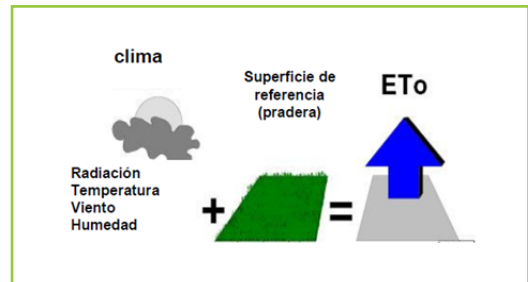 clima
Superficie de
referencia
(pradera)
ETo
Radiación
Temperatura
Viento
Humedad
+
=